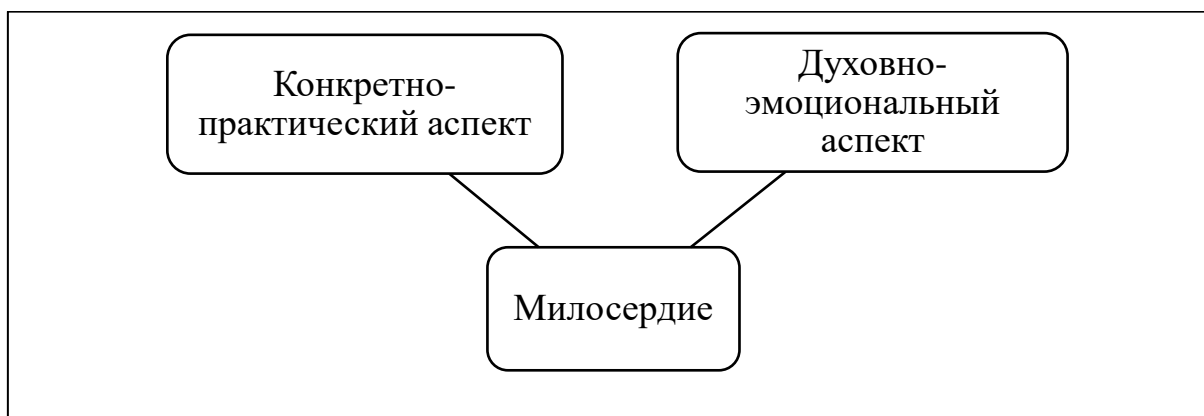 Конкретно-
практический аспект
Духовно-
эмоциональный
аспект
Милосердие